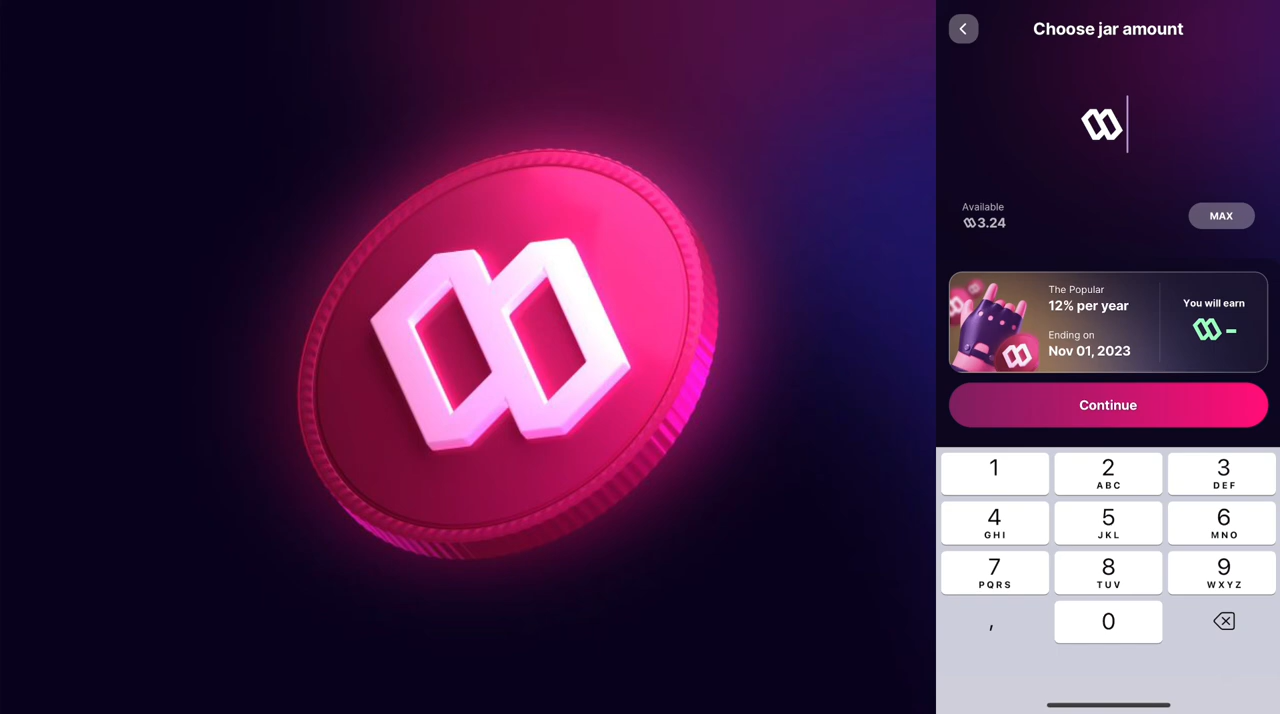 Choose jar amount
Available
3.24
MAX
The Popular
12% per year
Ending on
Nov 01, 2023
You will earn
-
Continue
1
2
ABC
3
DEF
4
GHI
5
JKL
6
MNO
7
PQRS
8
TUV
9
WXYZ
,
0